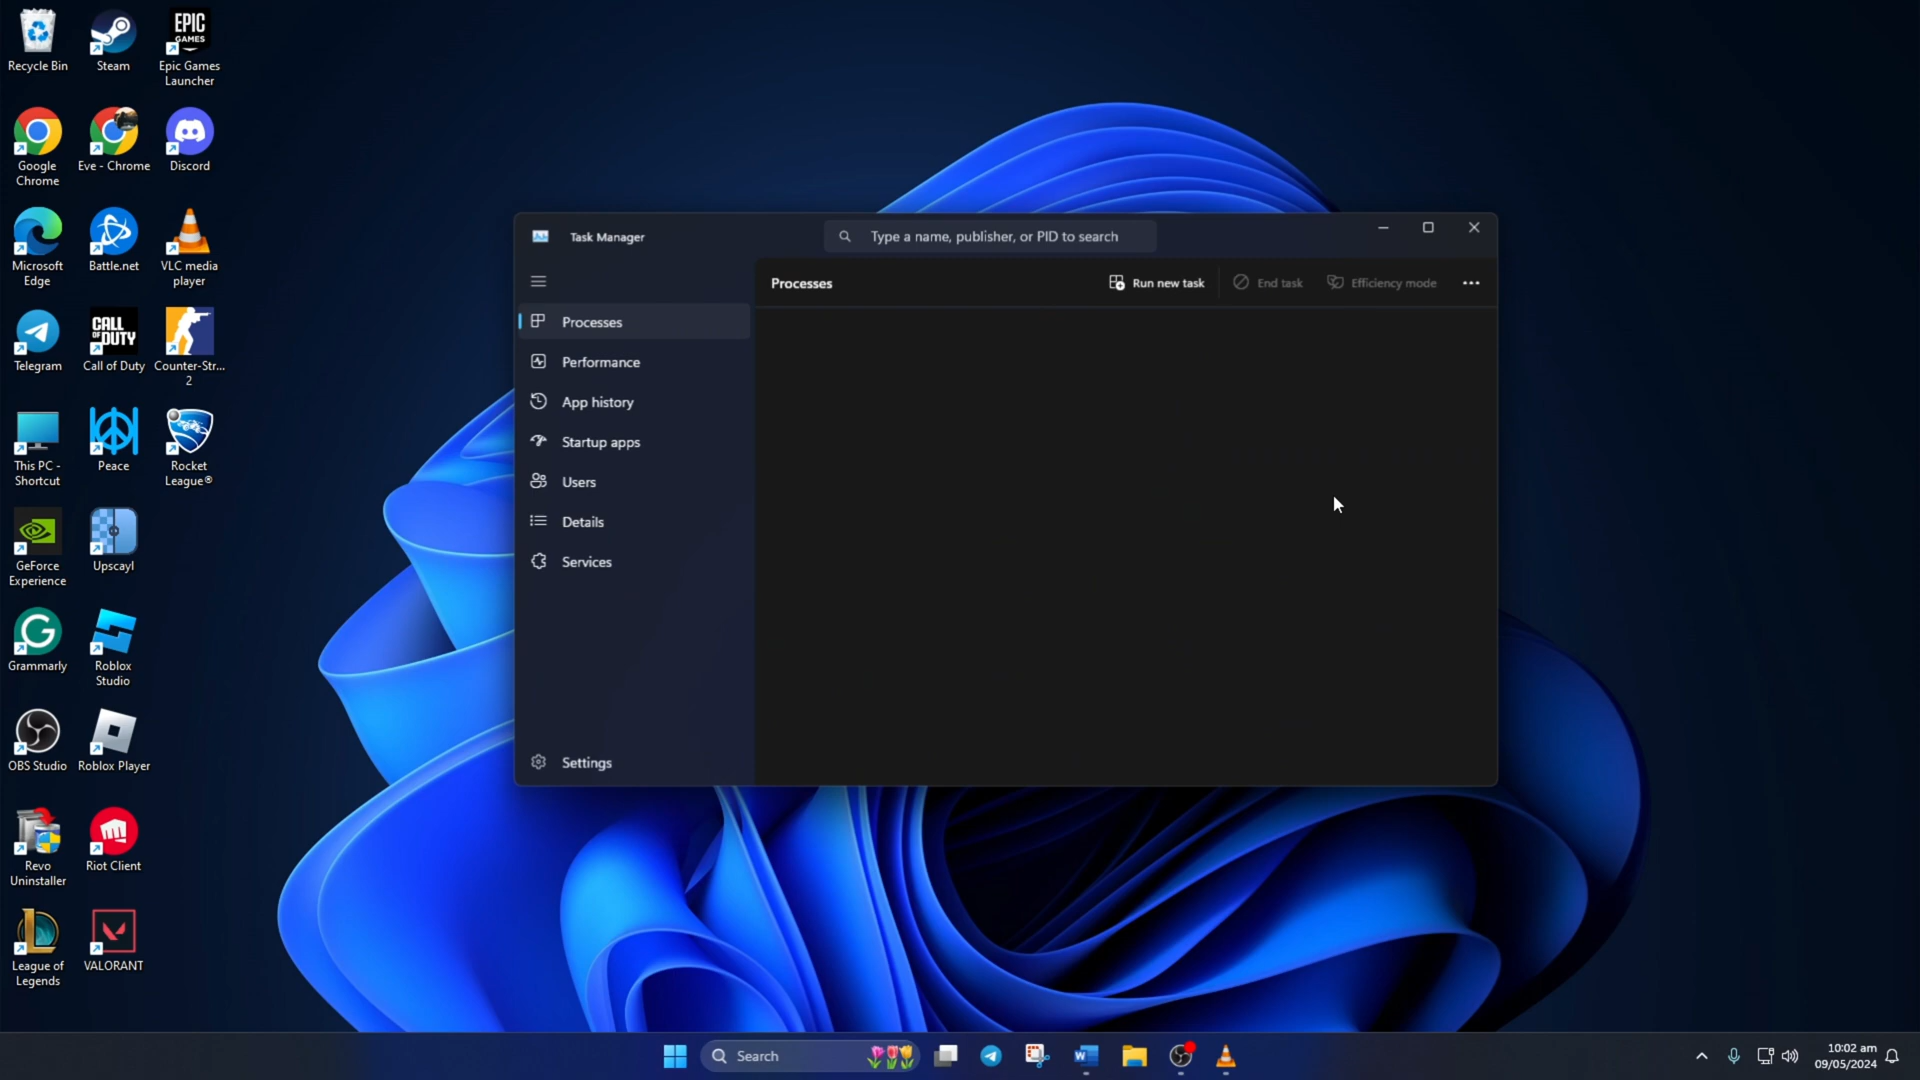 Recycle Bin
Steam
EPIC
GAMES
Epic Games
Launcher
Google
Chrome
Eve - Chrome
Discord
Microsoft
Edge
Battle.net
VLC media
player
Telegram
CALL
OF DUTY
Call of Duty
Counter-Str...
2
This PC -
Shortcut
Peace
Rocket
League®
GeForce
Experience
Upscayl
Grammarly
Roblox
Studio
OBS Studio
Roblox Player
Revo
Uninstaller
Riot Client
League of
Legends
VALORANT
Task Manager
Type a name, publisher, or PID to search
Processes
Run new task
End task
Efficiency mode
Processes
Performance
App history
Startup apps
Users
Details
Services
Settings
Search
10:02 am
09/05/2024